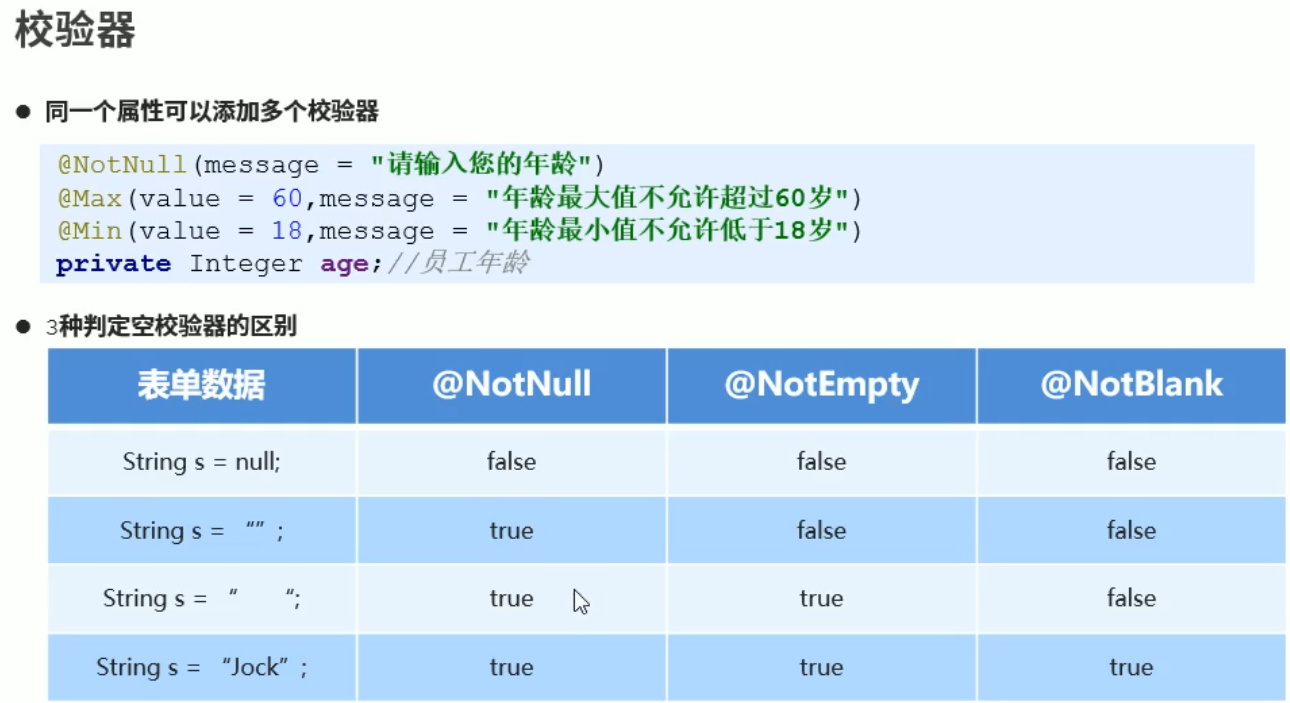 校验器
● 同一个属性可以添加多个校验器
@NotNull(message = "请输入您的年龄")
@Max(value = 60,message = "年龄最大值不允许超过60岁")
@Min(value = 18,message = "年龄最小值不允许低于18岁")
private Integer age;//员工年龄
● 3种判定空校验器的区别
表单数据 @NotNull @NotEmpty @NotBlank
String s = null; false false false
String s = “” ; true false false
String s = “ “; true true false
String s = “Jock” ; true true true